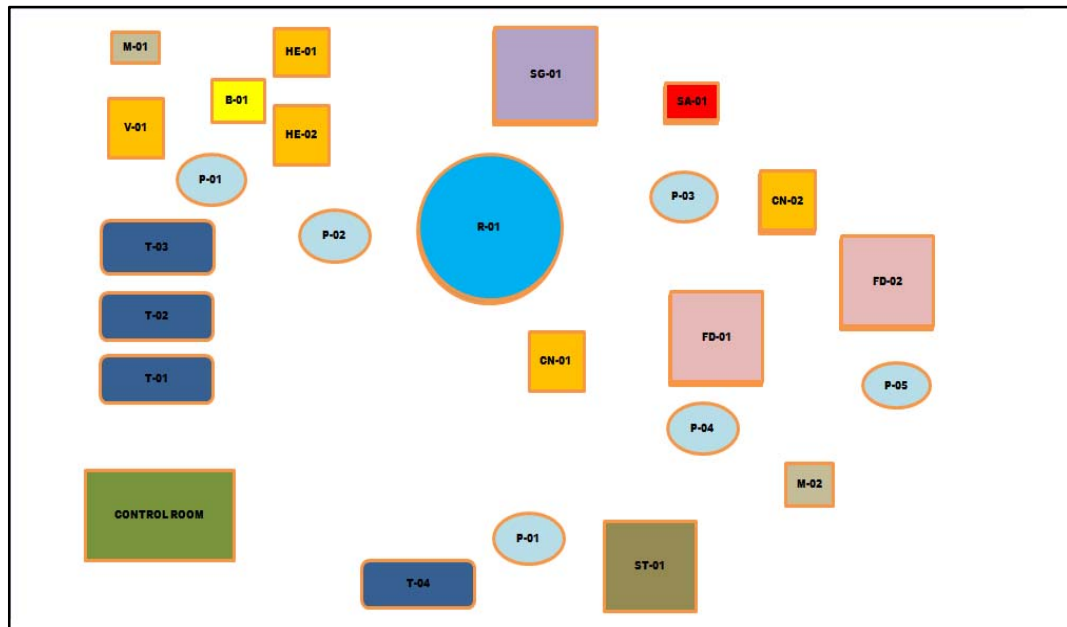 M-01
HE-01
SG-01
B-01
SA-01
V-01
HE-02
P-01
P-03
CN-02
R-01
P-02
T-03
FD-02
T-02
FD-01
CN-01
T-01
P-05
P-04
M-02
CONTROL ROOM
P-01
ST-01
T-04